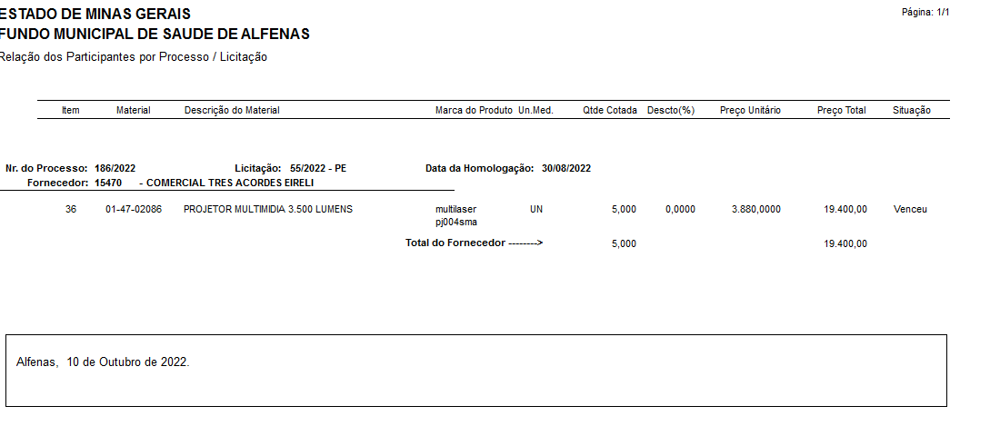 ESTADO DE MINAS GERAIS
Página: 1/1
FUNDO MUNICIPAL DE SAUDE DE ALFENAS
Relação dos Participantes por Processo / Licitação
Item Material Descrição do Material Marca do Produto Un.Med. Qtde Cotada Descto(%) Preço Unitário Preço Total Situação
Nr. do Processo: 186/2022 Licitação: 55/2022 - PE Data da Homologação: 30/08/2022
Fornecedor: 15470 - COMERCIAL TRES ACORDES EIRELI
36 01-47-02086 PROJETOR MULTIMIDIA 3.500 LUMENS multilaser UN 5,000 0,0000 3.880,0000 19.400,00 Venceu
pj004sma
Total do Fornecedor --------> 5,000 19.400,00
Alfenas, 10 de Outubro de 2022.